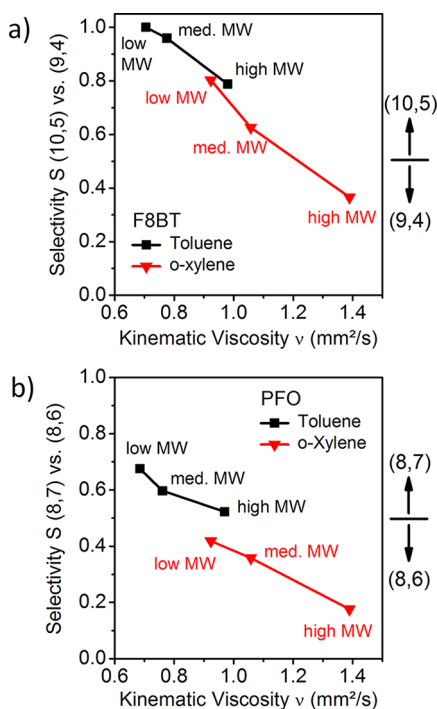 a)
Selectivity S (10,5) vs. (9,4)
1.0
0.8
0.6
0.4
0.2
0.0
low
MW
med. MW
high MW
low MW
med. MW
high MW
F8BT
Toluene
o-xylene
(10,5)
(9,4)
0.6 0.8 1.0 1.2 1.4
Kinematic Viscosity ν (mm²/s)
b)
Selectivity S (8,7) vs. (8,6)
1.0
0.8
0.6
0.4
0.2
0.0
PFO
Toluene
o-Xylene
low MW
med. MW
high MW
low MW
med. MW
high MW
(8,7)
(8,6)
0.6 0.8 1.0 1.2 1.4
Kinematic Viscosity ν (mm²/s)